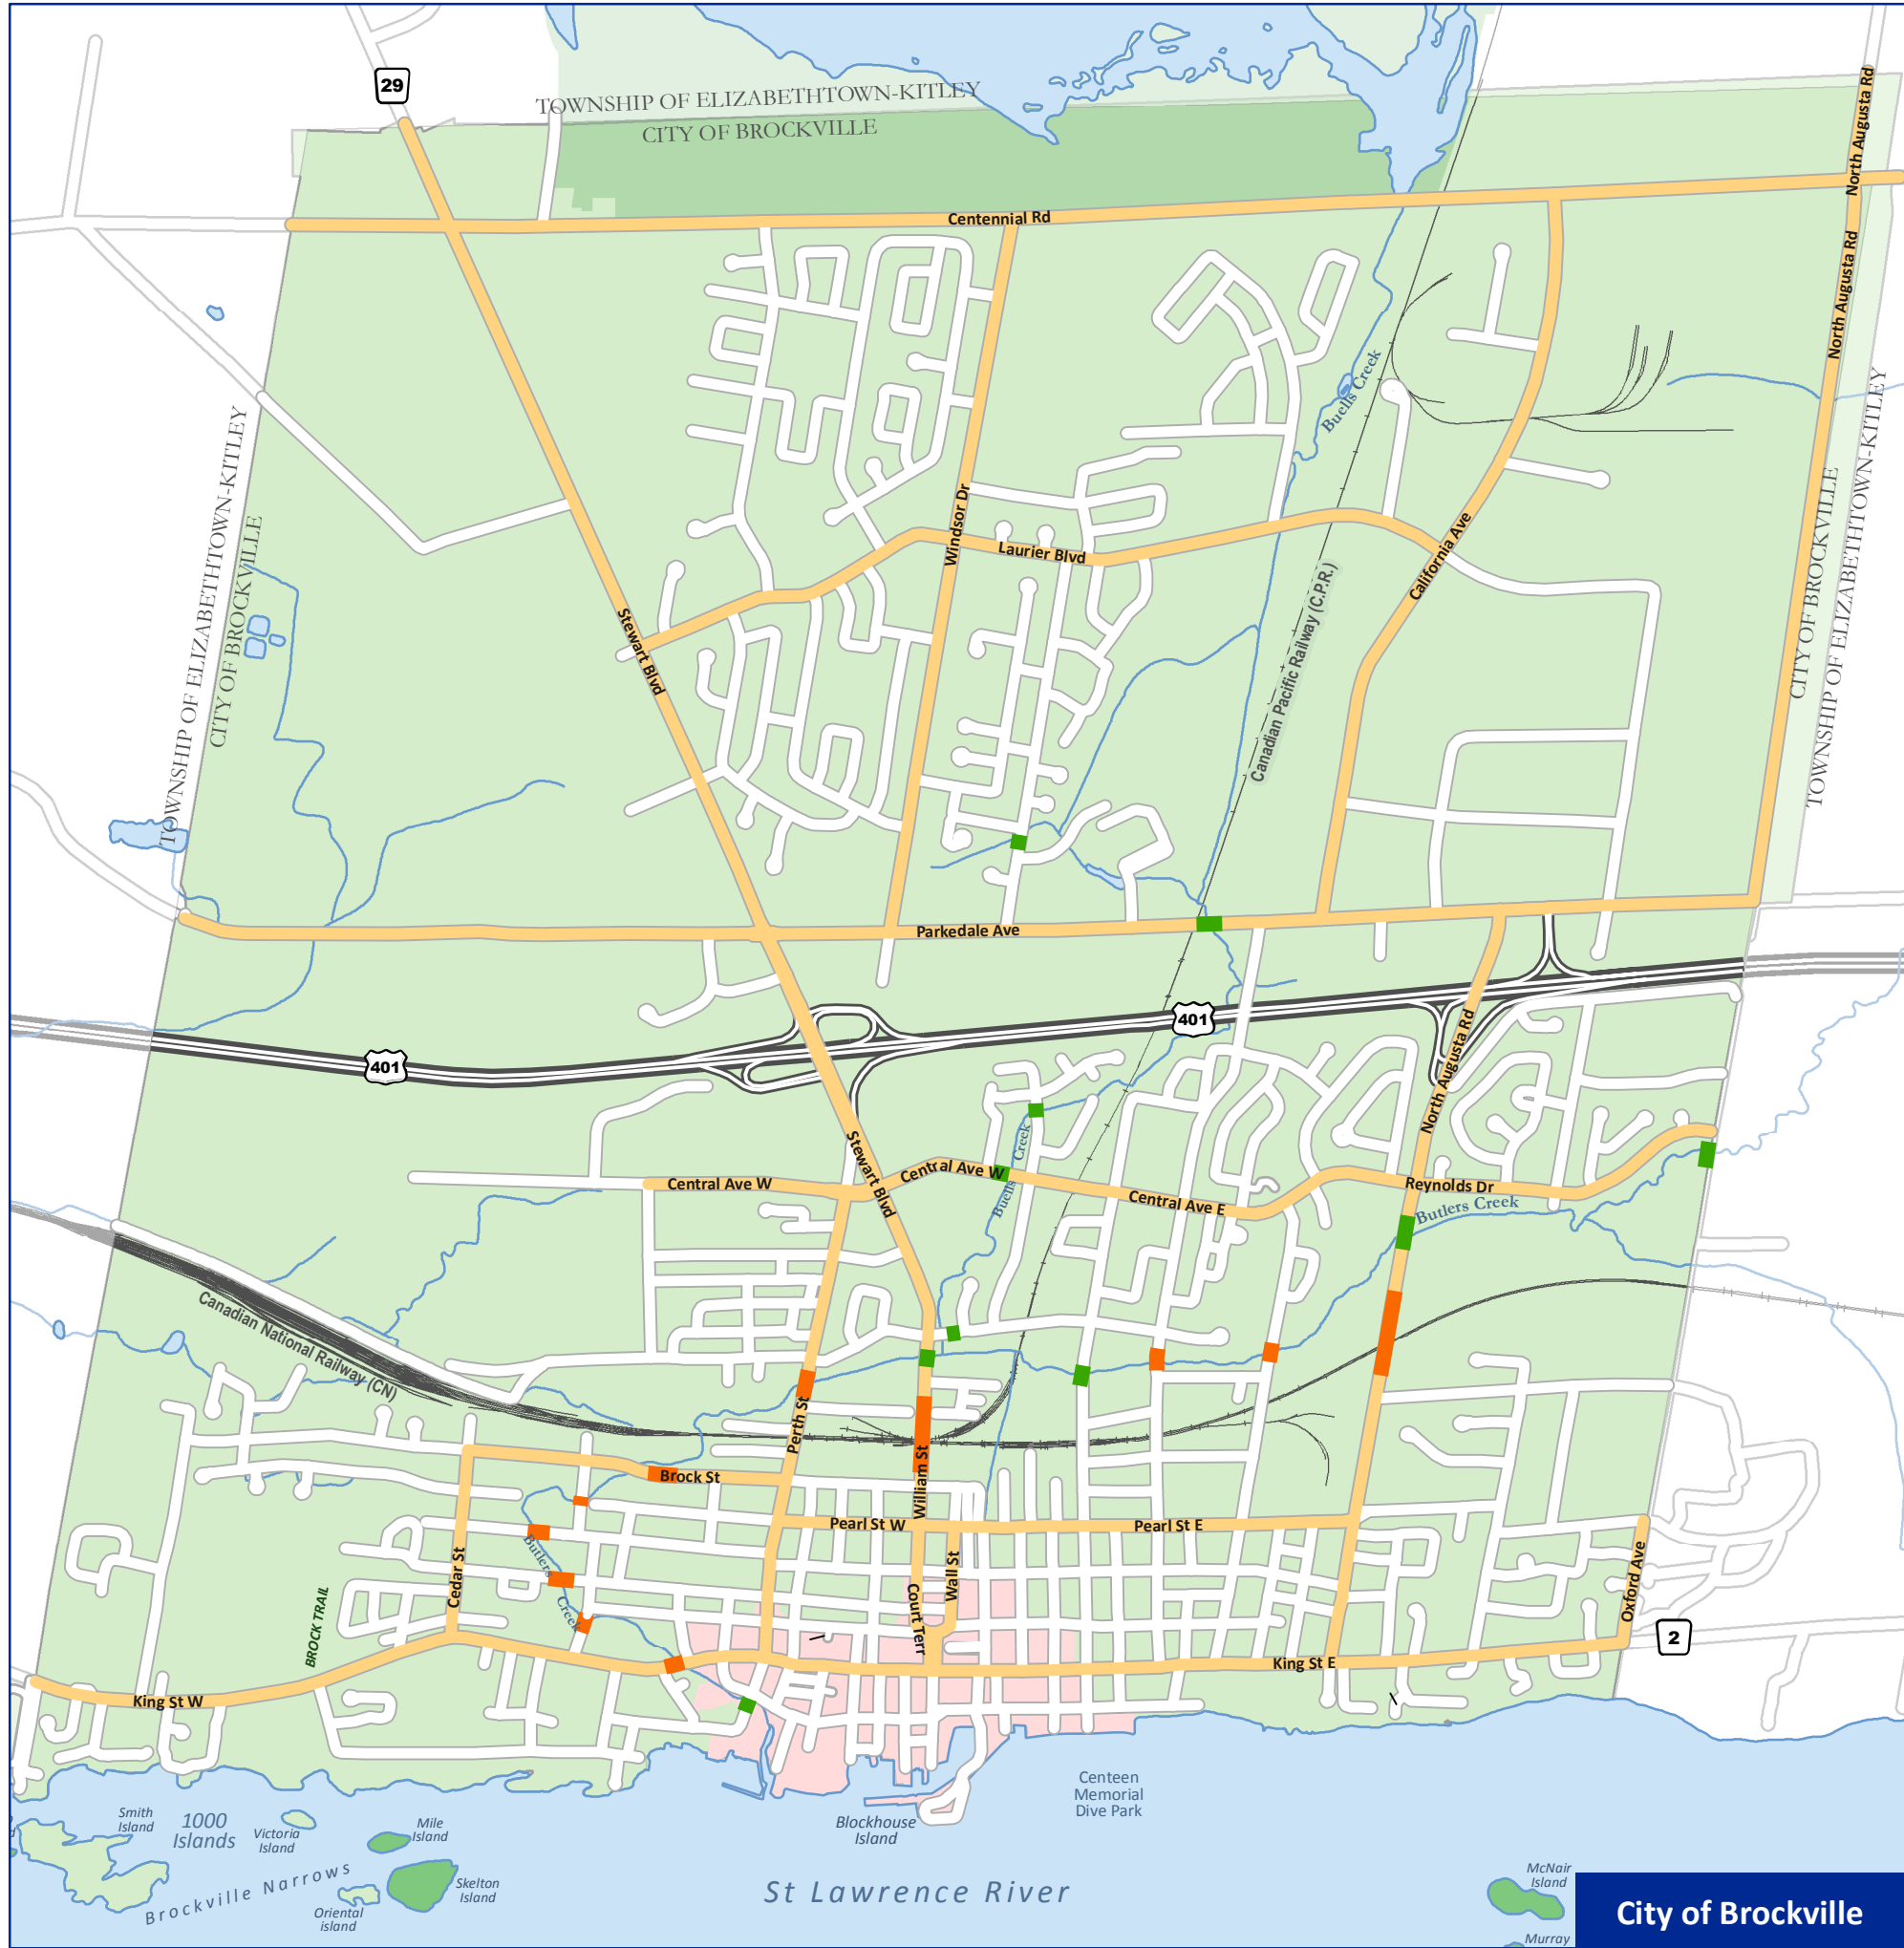 29
TOWNSHIP OF ELIZABETHTOWN-KITLEY
CITY OF BROCKVILLE
North Augusta Rd
Centennial Rd
North Augusta Rd
Buells Creek
TOWNSHIP OF ELIZABETHTOWN-KITLEY
CITY OF BROCKVILLE
CITY OF BROCKVILLE
TOWNSHIP OF ELIZABETHTOWN-KITLEY
Windsor Dr
Laurier Blvd
California Ave
Stewart Blvd
Canadian Pacific Railway (C.P.R.)
Parkedale Ave
401
401
North Augusta Rd
Stewart Blvd
Central Ave W
Central Ave W
Buells Creek
Central Ave E
Reynolds Dr
Butlers Creek
Canadian National Railway (CN)
Perth St
Brock St
William St
Pearl St W
Pearl St E
Butlers Creek
Cedar St
BROCK TRAIL
Court Terr
Wall St
Oxford Ave
2
King St W
King St E
Smith
Island
1000
Islands
Victoria
Island
Mile
Island
Skelton
Island
Oriental
island
Brockville Narrows
Blockhouse
Island
Centeen
Memorial
Dive Park
St Lawrence River
McNair
Island
Murray
City of Brockville